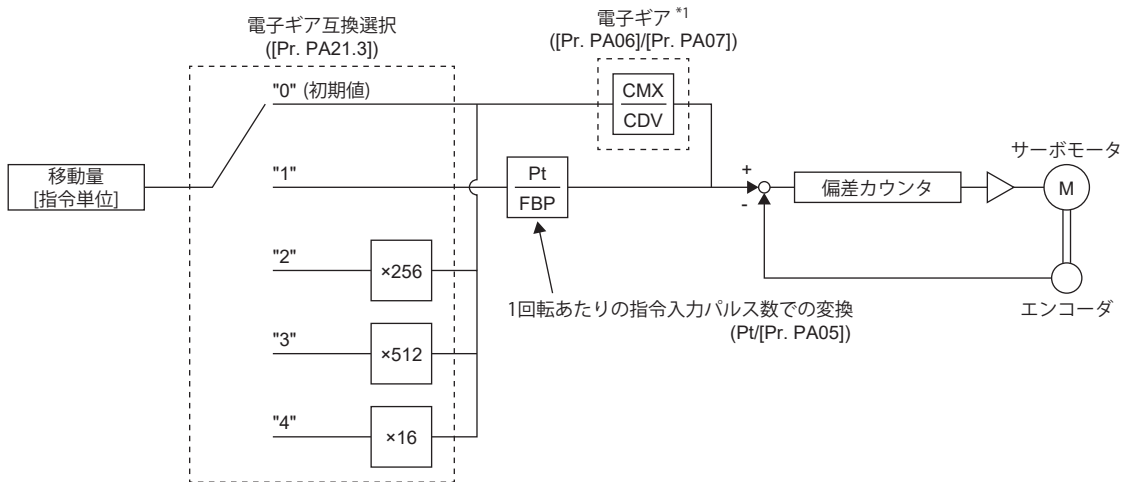 電子ギア互換選択
([Pr. PA21.3])
電子ギア *1
([Pr. PA06]/[Pr. PA07])
"0" (初期値)
CMX
CDV
移動量
[指令単位]
"1"
Pt
FBP
+
-
偏差カウンタ
サーボモータ
M
"2"
×256
1回転あたりの指令入力パルス数での変換
(Pt/[Pr. PA05])
エンコーダ
"3"
×512
"4"
×16